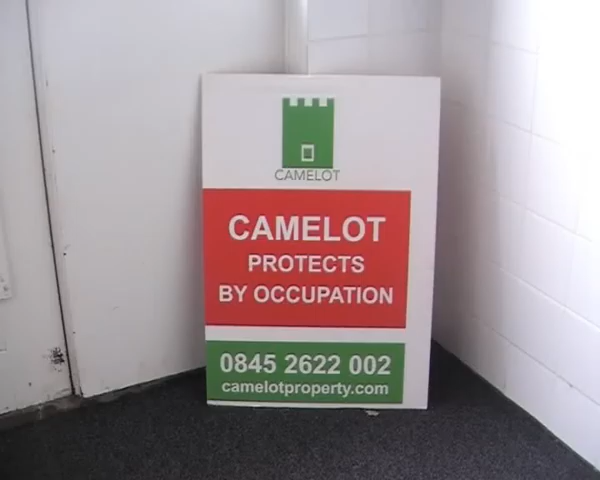 CAMELOT
CAMELOT
PROTECTS
BY OCCUPATION
0845 2622 002
camelotproperty.com